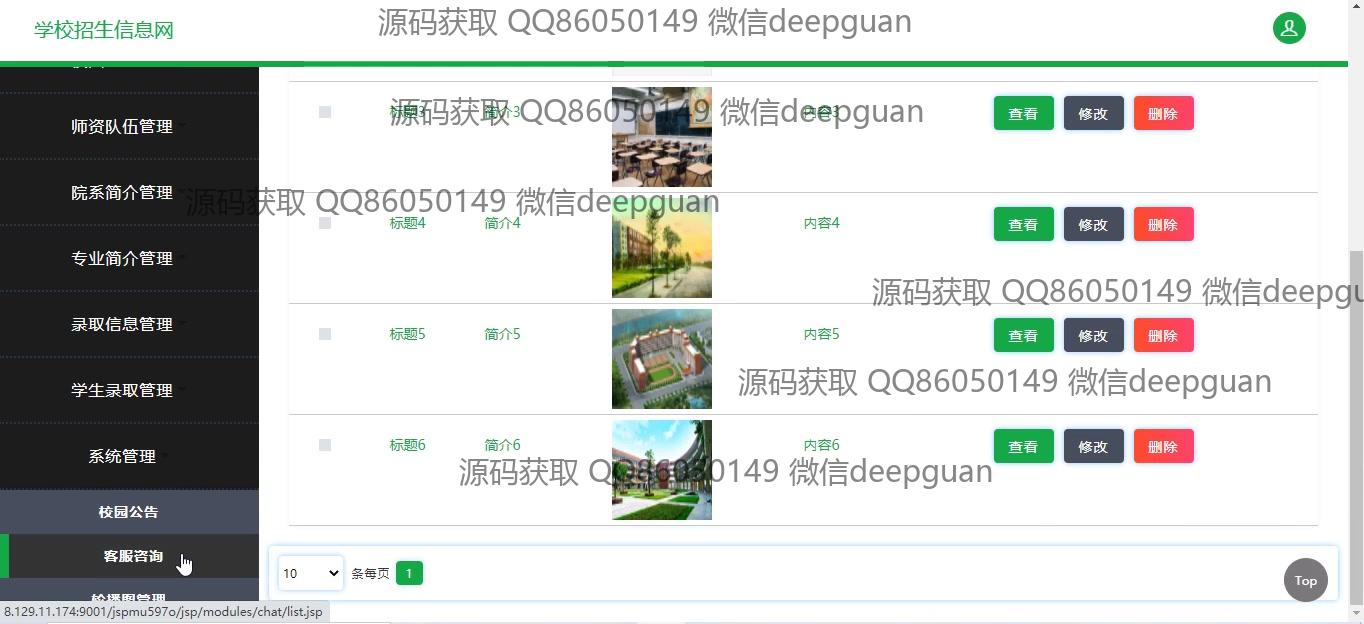 学校招生信息网
源码获取 QQ86050149 微信deepguan
师资队伍管理
院系简介管理
专业简介管理
录取信息管理
学生录取管理
系统管理
校园公告
客服咨询
轮播图管理
标题3 简介3 内容3 查看 修改 删除
源码获取 QQ86050149 微信deepguan
源码获取 QQ86050149 微信deepguan
标题4 简介4 内容4 查看 修改 删除
源码获取 QQ86050149 微信deepgu
标题5 简介5 内容5 查看 修改 删除
源码获取 QQ86050149 微信deepguan
标题6 简介6 内容6 查看 修改 删除
源码获取 QQ86050149 微信deepguan
10 条每页 1
Top
8.129.11.174:9001/jspmu597o/jsp/modules/chat/list.jsp